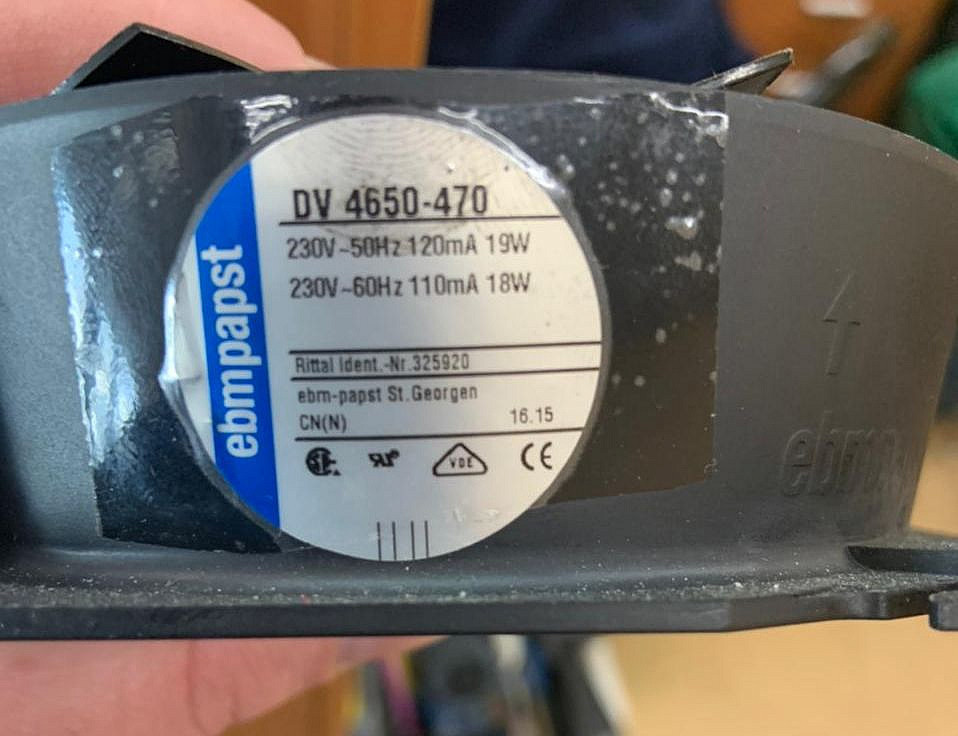 DV 4650-470
230V~50Hz 120mA 19W
230V~60Hz 110mA 18W
Rittal Ident.-Nr.325920
ebm-papst St.Georgen
CN(N) 16.15
VDE CE
ebmpapst